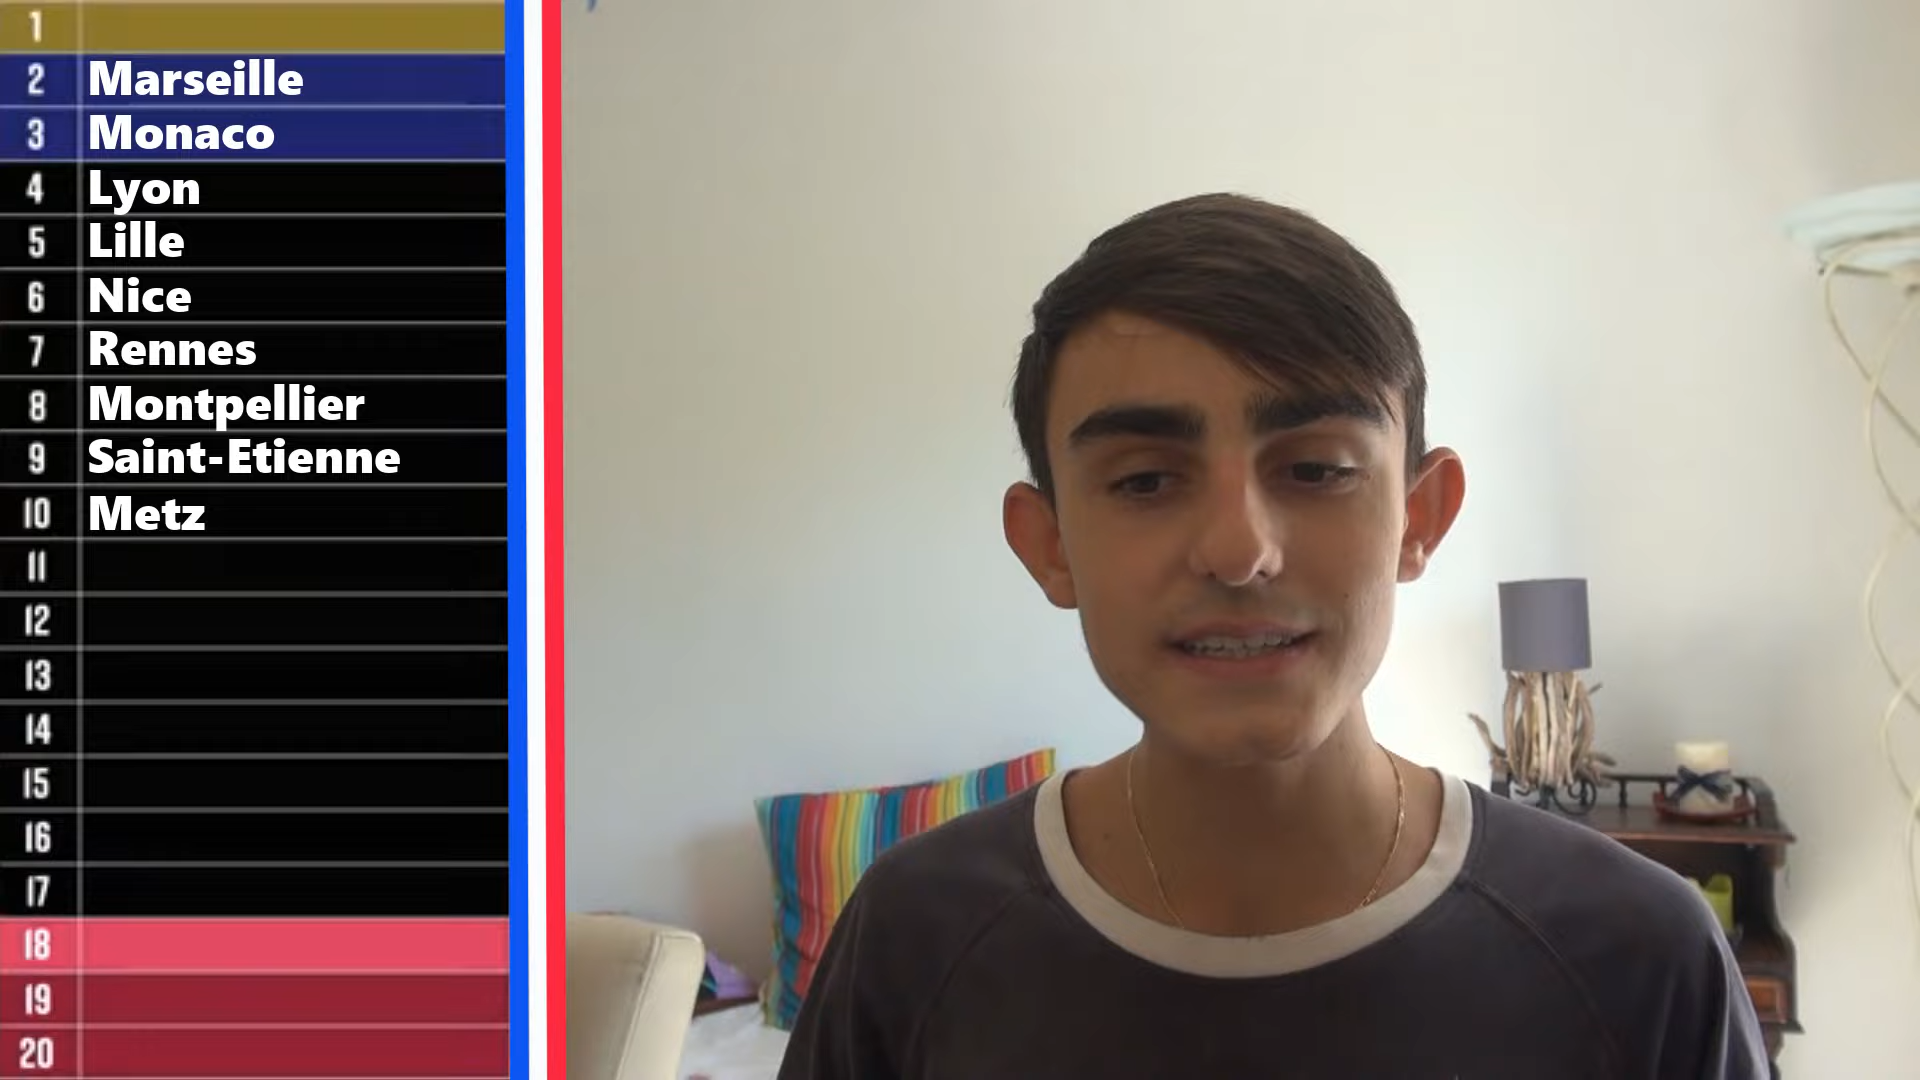 1
2 Marseille
3 Monaco
4 Lyon
5 Lille
6 Nice
7 Rennes
8 Montpellier
9 Saint-Etienne
10 Metz
11
12
13
14
15
16
17
18
19
20